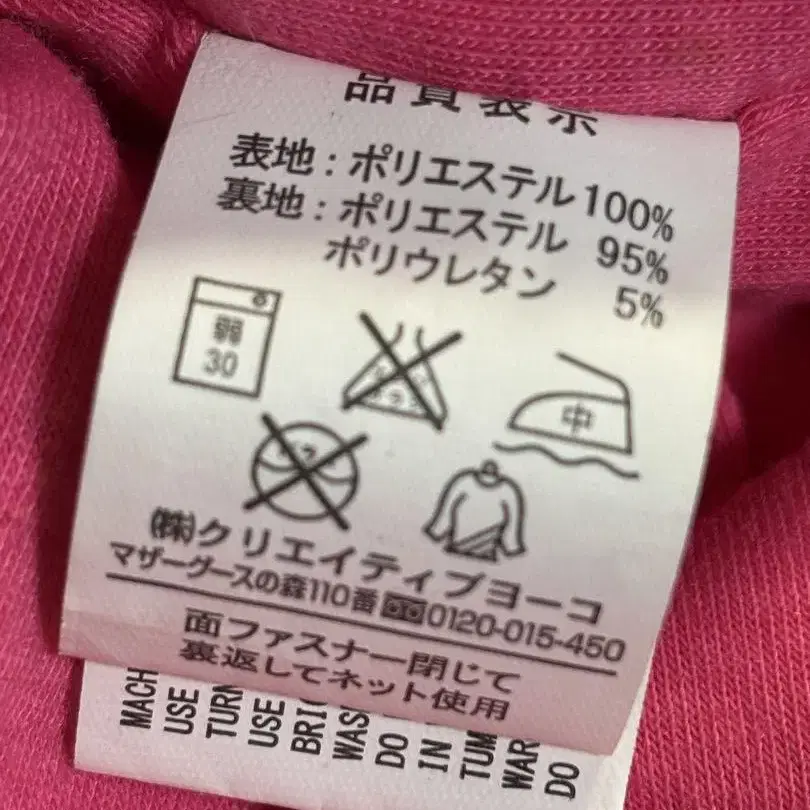 品質表示
表地：ポリエステル100%
裏地：ポリエステル 95%
ポリウレタン 5%
弱
30
中
(株)クリエイティブヨーコ
マザーグースの森110番 0120-015-450
面ファスナー閉じて
裏返してネット使用
MACH
USE
TURN
USE
DO
IN
TUM
WAR
DO